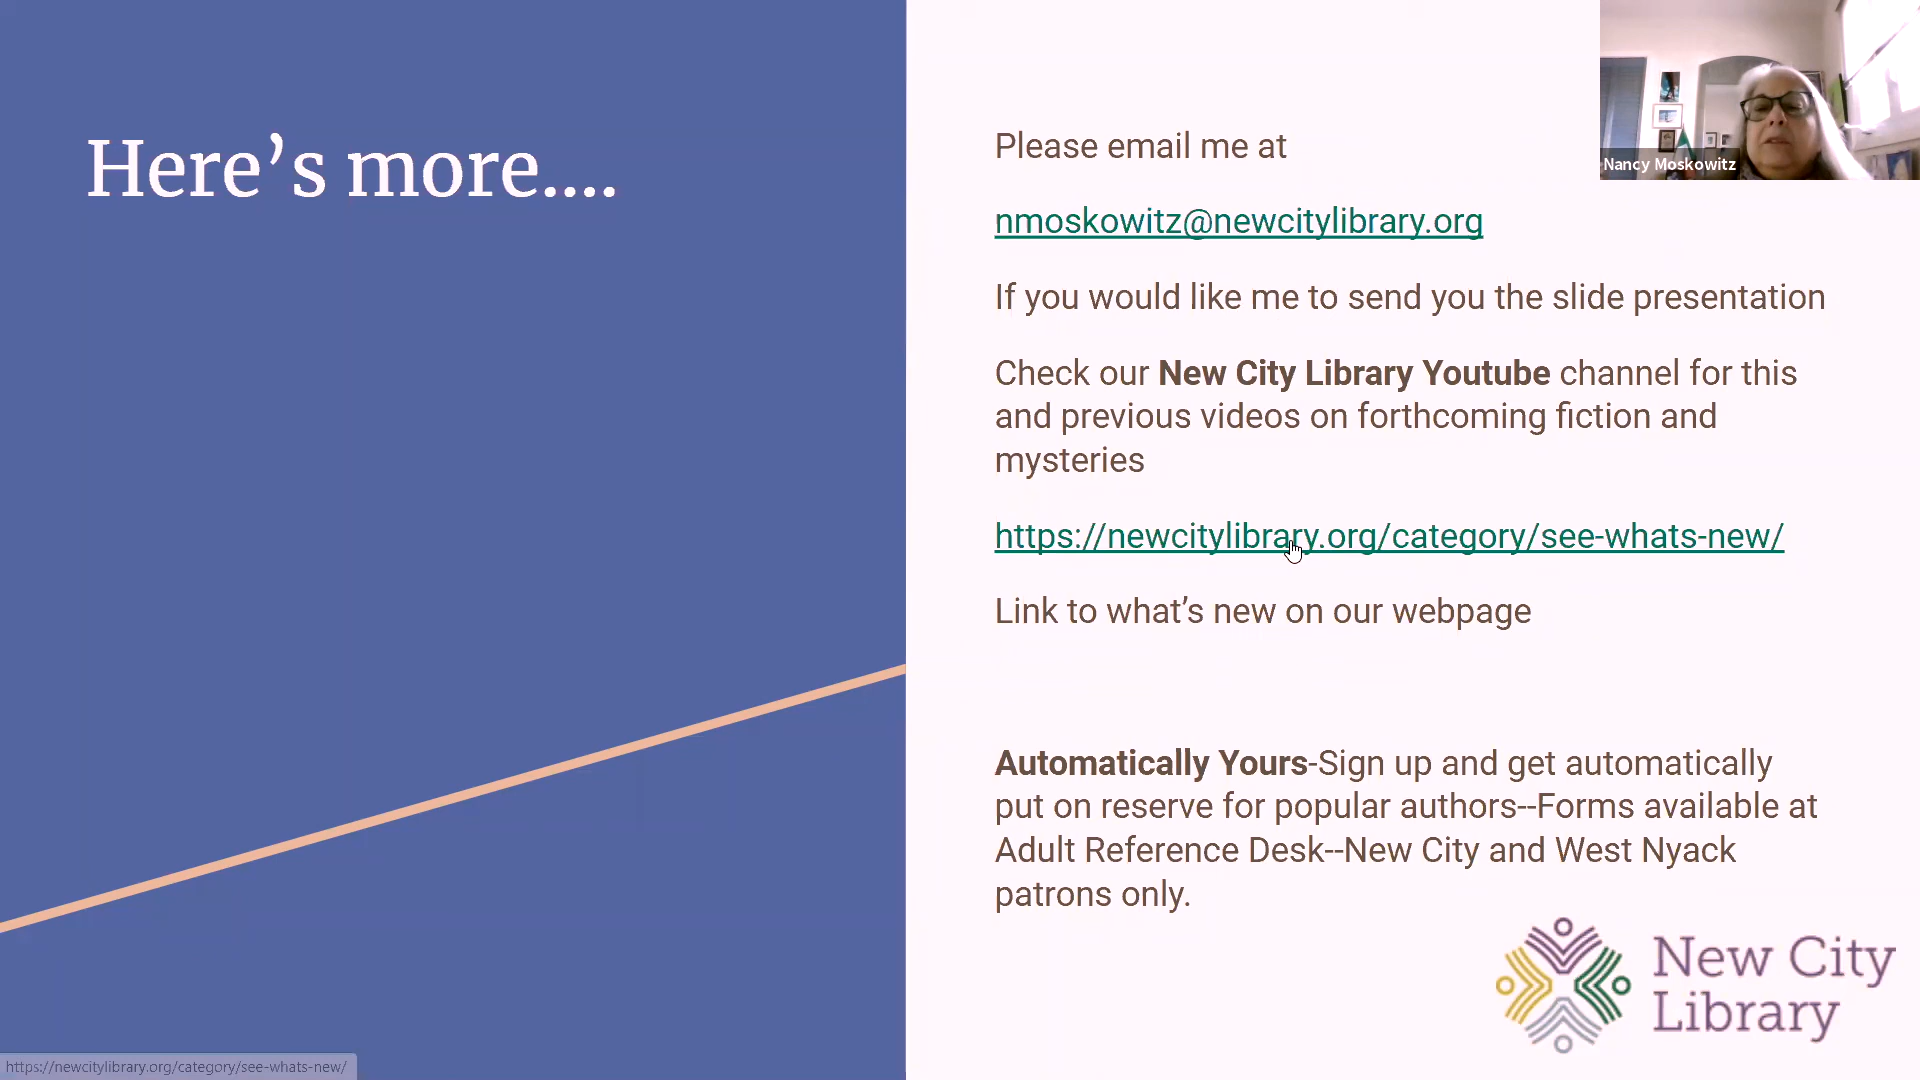 Here’s more....
Please email me at
nmoskowitz@newcitylibrary.org
If you would like me to send you the slide presentation
Check our New City Library Youtube channel for this
and previous videos on forthcoming fiction and
mysteries
https://newcitylibrary.org/category/see-whats-new/
Link to what’s new on our webpage
Automatically Yours-Sign up and get automatically
put on reserve for popular authors--Forms available at
Adult Reference Desk--New City and West Nyack
patrons only.
New City
Library
Nancy Moskowitz
https://newcitylibrary.org/category/see-whats-new/